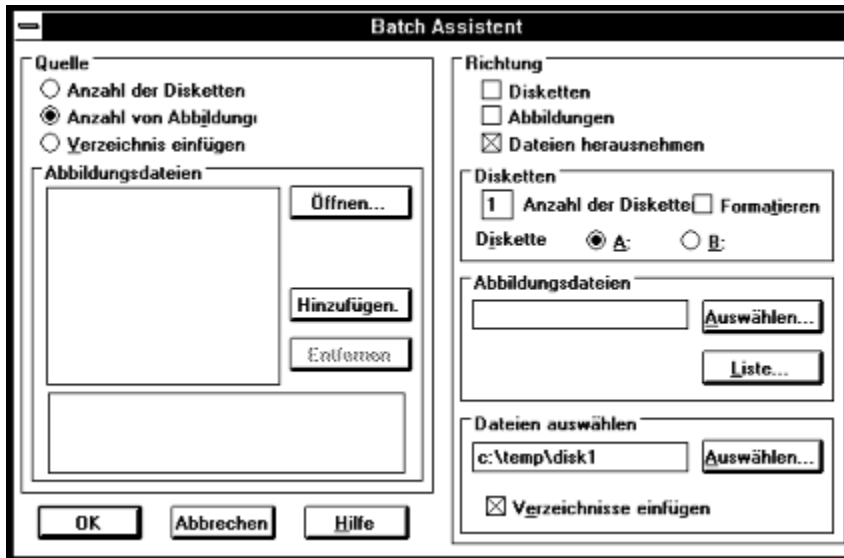 Batch Assistent
Quelle
Anzahl der Disketten
Anzahl von Abbildung
Verzeichnis einfügen
Abbildungsdateien
Öffnen...
Hinzufügen.
Entfernen
OK
Abbrechen
Hilfe
Richtung
Disketten
Abbildungen
Dateien herausnehmen
Disketten
1 Anzahl der Diskette Formatieren
Diskette A: B:
Abbildungsdateien
Auswählen...
Liste...
Dateien auswählen
c:\temp\disk1 Auswählen...
Verzeichnisse einfügen